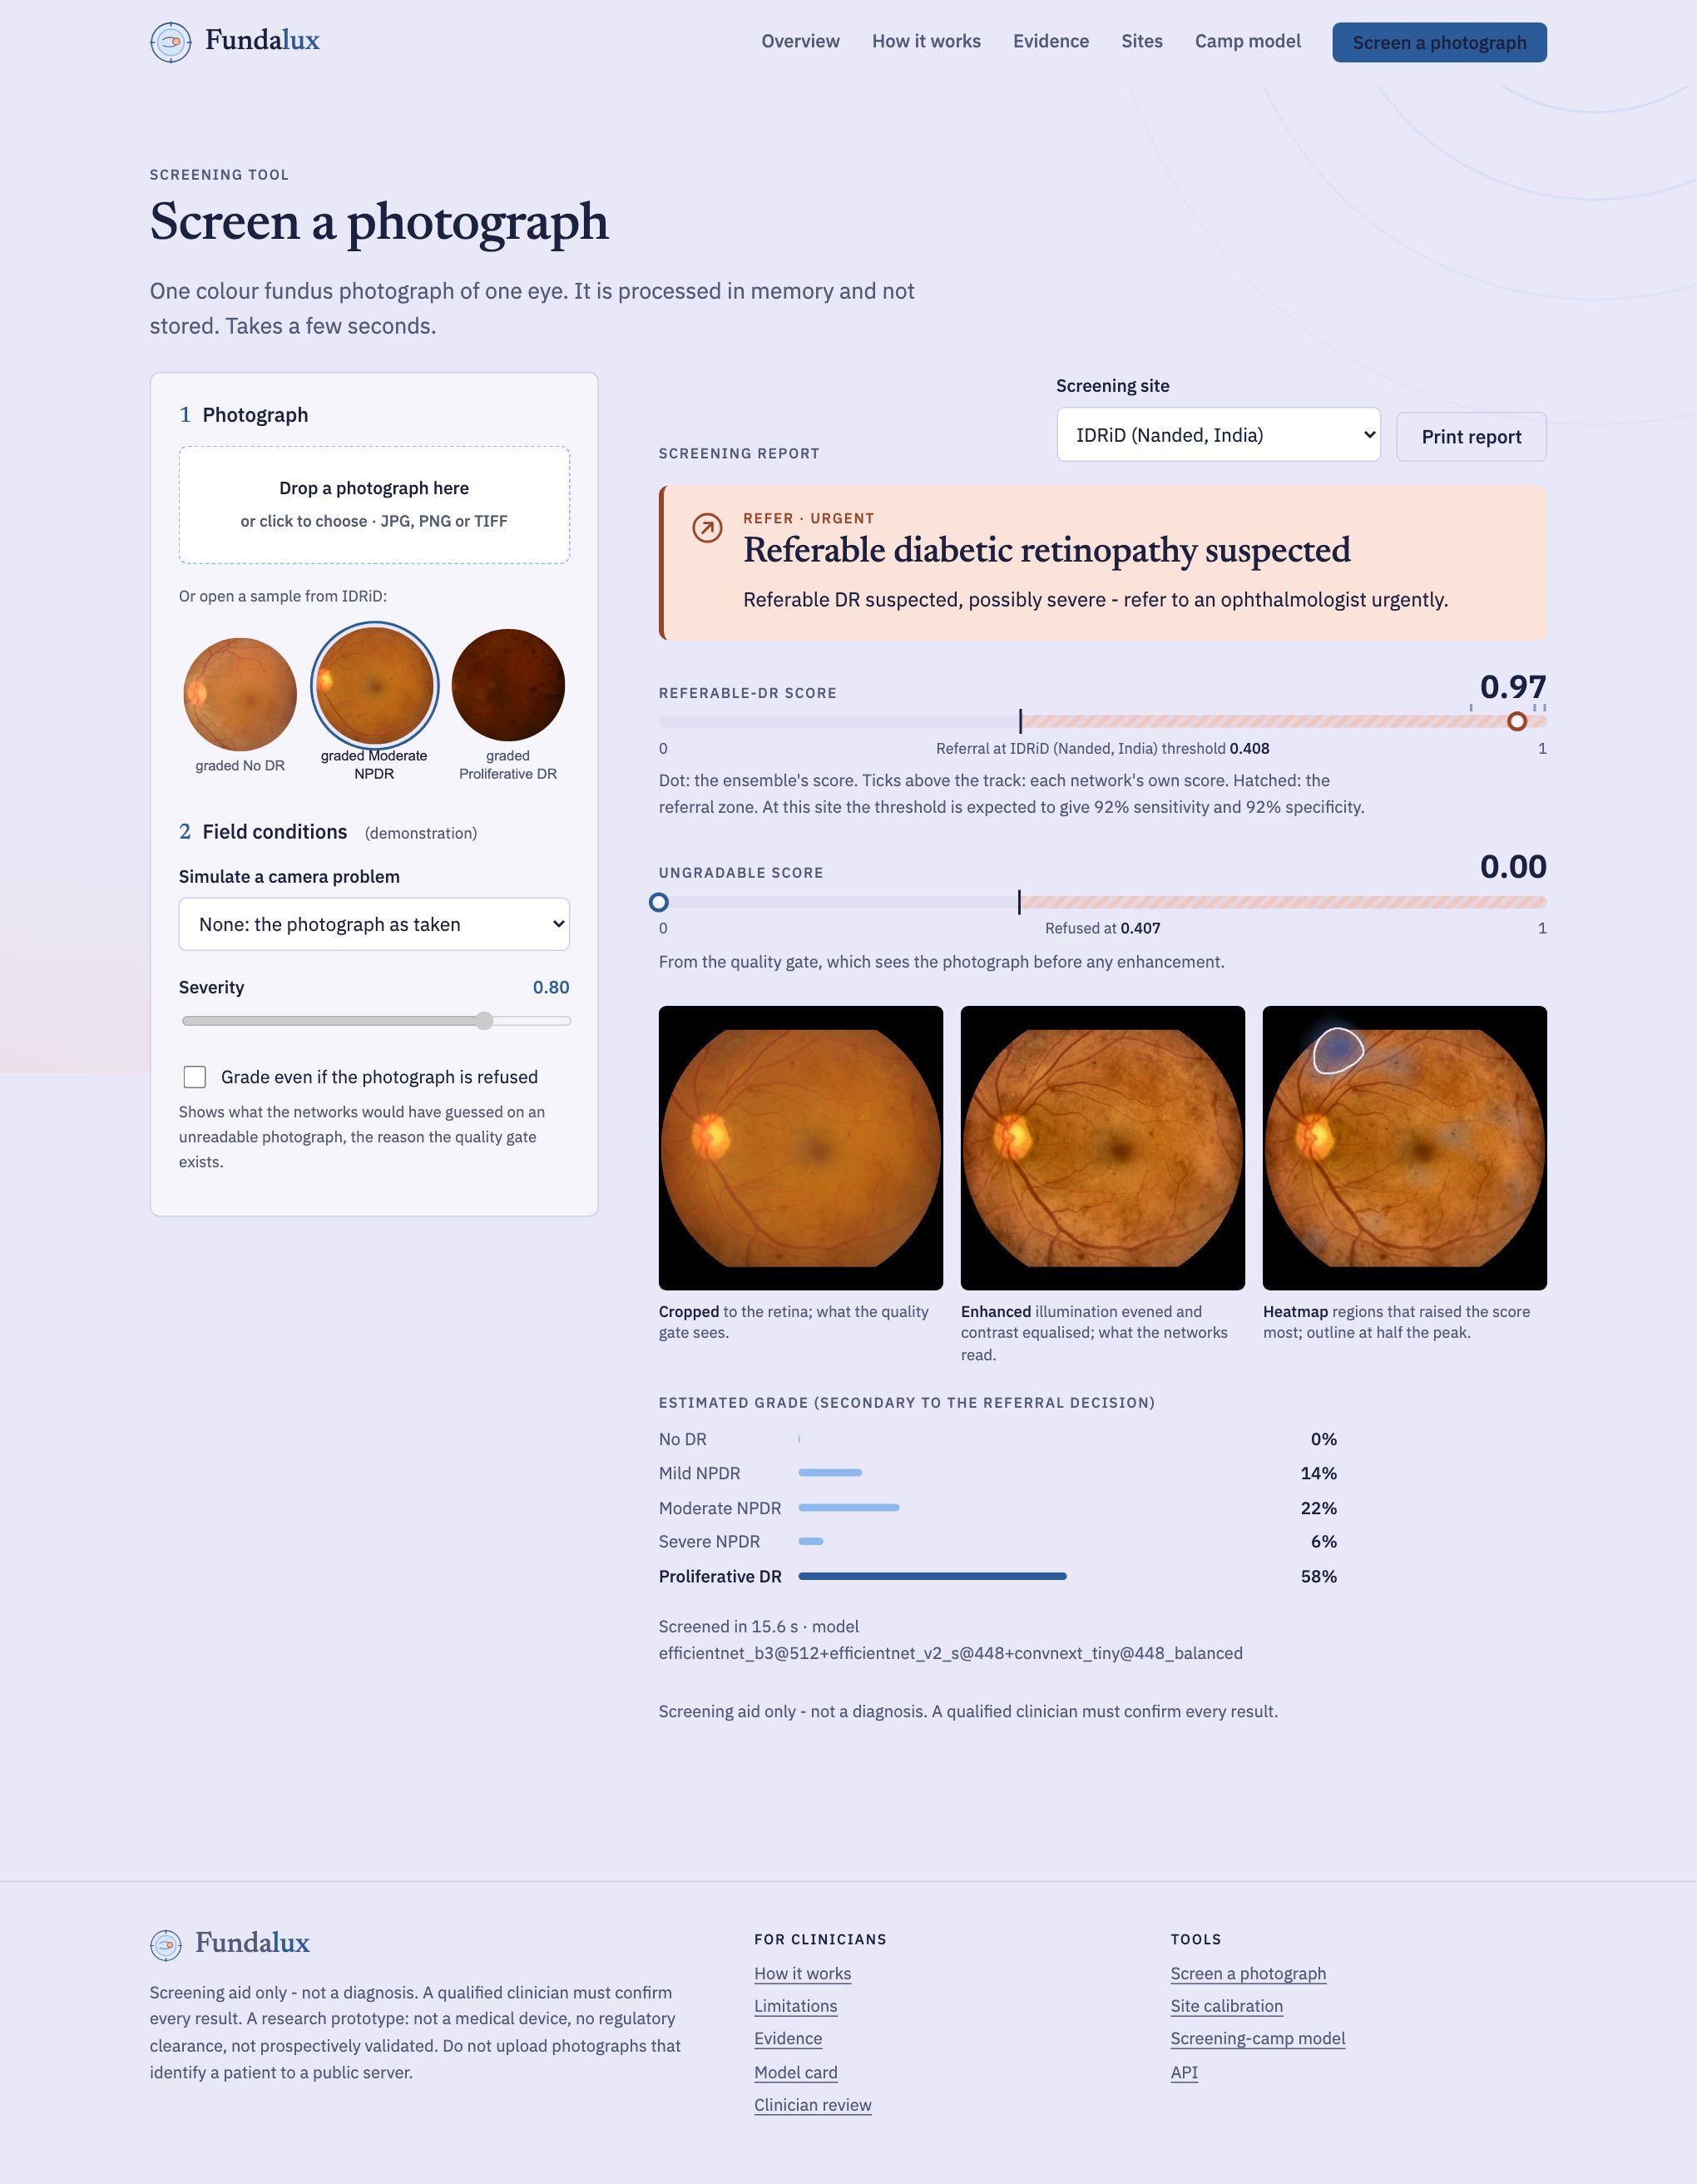 Fundalux
Overview
How it works
Evidence
Sites
Camp model
Screen a photograph
SCREENING TOOL
Screen a photograph
One colour fundus photograph of one eye. It is processed in memory and not
stored. Takes a few seconds.
1 Photograph
Drop a photograph here
or click to choose · JPG, PNG or TIFF
Or open a sample from IDRiD:
graded No DR
graded Moderate
NPDR
graded
Proliferative DR
2 Field conditions (demonstration)
Simulate a camera problem
None: the photograph as taken
Severity 0.80
Grade even if the photograph is refused
Shows what the networks would have guessed on an
unreadable photograph, the reason the quality gate
exists.
Screening site
SCREENING REPORT
IDRiD (Nanded, India)
Print report
REFER · URGENT
Referable diabetic retinopathy suspected
Referable DR suspected, possibly severe - refer to an ophthalmologist urgently.
REFERABLE-DR SCORE 0.97
0 Referral at IDRiD (Nanded, India) threshold 0.408 1
Dot: the ensemble's score. Ticks above the track: each network's own score. Hatched: the
referral zone. At this site the threshold is expected to give 92% sensitivity and 92% specificity.
UNGRADABLE SCORE 0.00
0 Refused at 0.407 1
From the quality gate, which sees the photograph before any enhancement.
Cropped to the retina; what the quality
gate sees.
Enhanced illumination evened and
contrast equalised; what the networks
read.
Heatmap regions that raised the score
most; outline at half the peak.
ESTIMATED GRADE (SECONDARY TO THE REFERRAL DECISION)
No DR 0%
Mild NPDR 14%
Moderate NPDR 22%
Severe NPDR 6%
Proliferative DR 58%
Screened in 15.6 s · model
efficientnet_b3@512+efficientnet_v2_s@448+convnext_tiny@448_balanced
Screening aid only - not a diagnosis. A qualified clinician must confirm every result.
Fundalux
Screening aid only - not a diagnosis. A qualified clinician must confirm
every result. A research prototype: not a medical device, no regulatory
clearance, not prospectively validated. Do not upload photographs that
identify a patient to a public server.
FOR CLINICIANS
How it works
Limitations
Evidence
Model card
Clinician review
TOOLS
Screen a photograph
Site calibration
Screening-camp model
API